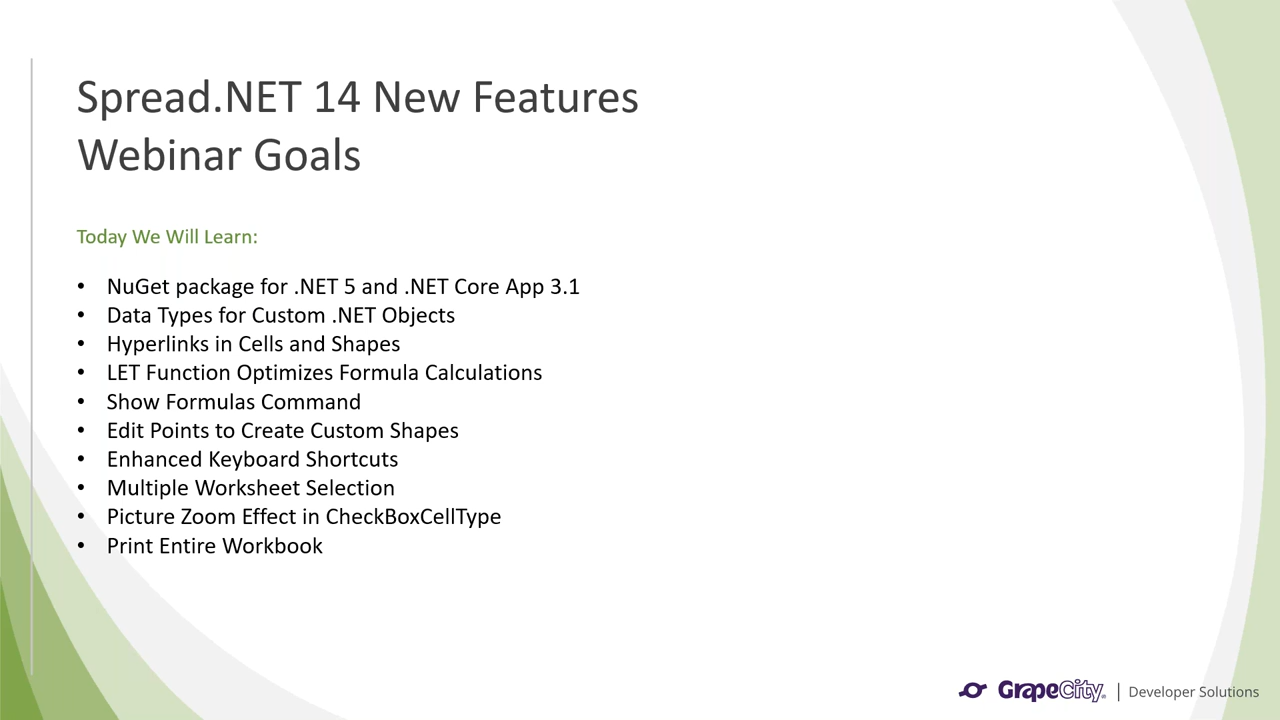 Spread.NET 14 New Features
Webinar Goals
Today We Will Learn:
• NuGet package for .NET 5 and .NET Core App 3.1
• Data Types for Custom .NET Objects
• Hyperlinks in Cells and Shapes
• LET Function Optimizes Formula Calculations
• Show Formulas Command
• Edit Points to Create Custom Shapes
• Enhanced Keyboard Shortcuts
• Multiple Worksheet Selection
• Picture Zoom Effect in CheckBoxCellType
• Print Entire Workbook
GrapeCity | Developer Solutions